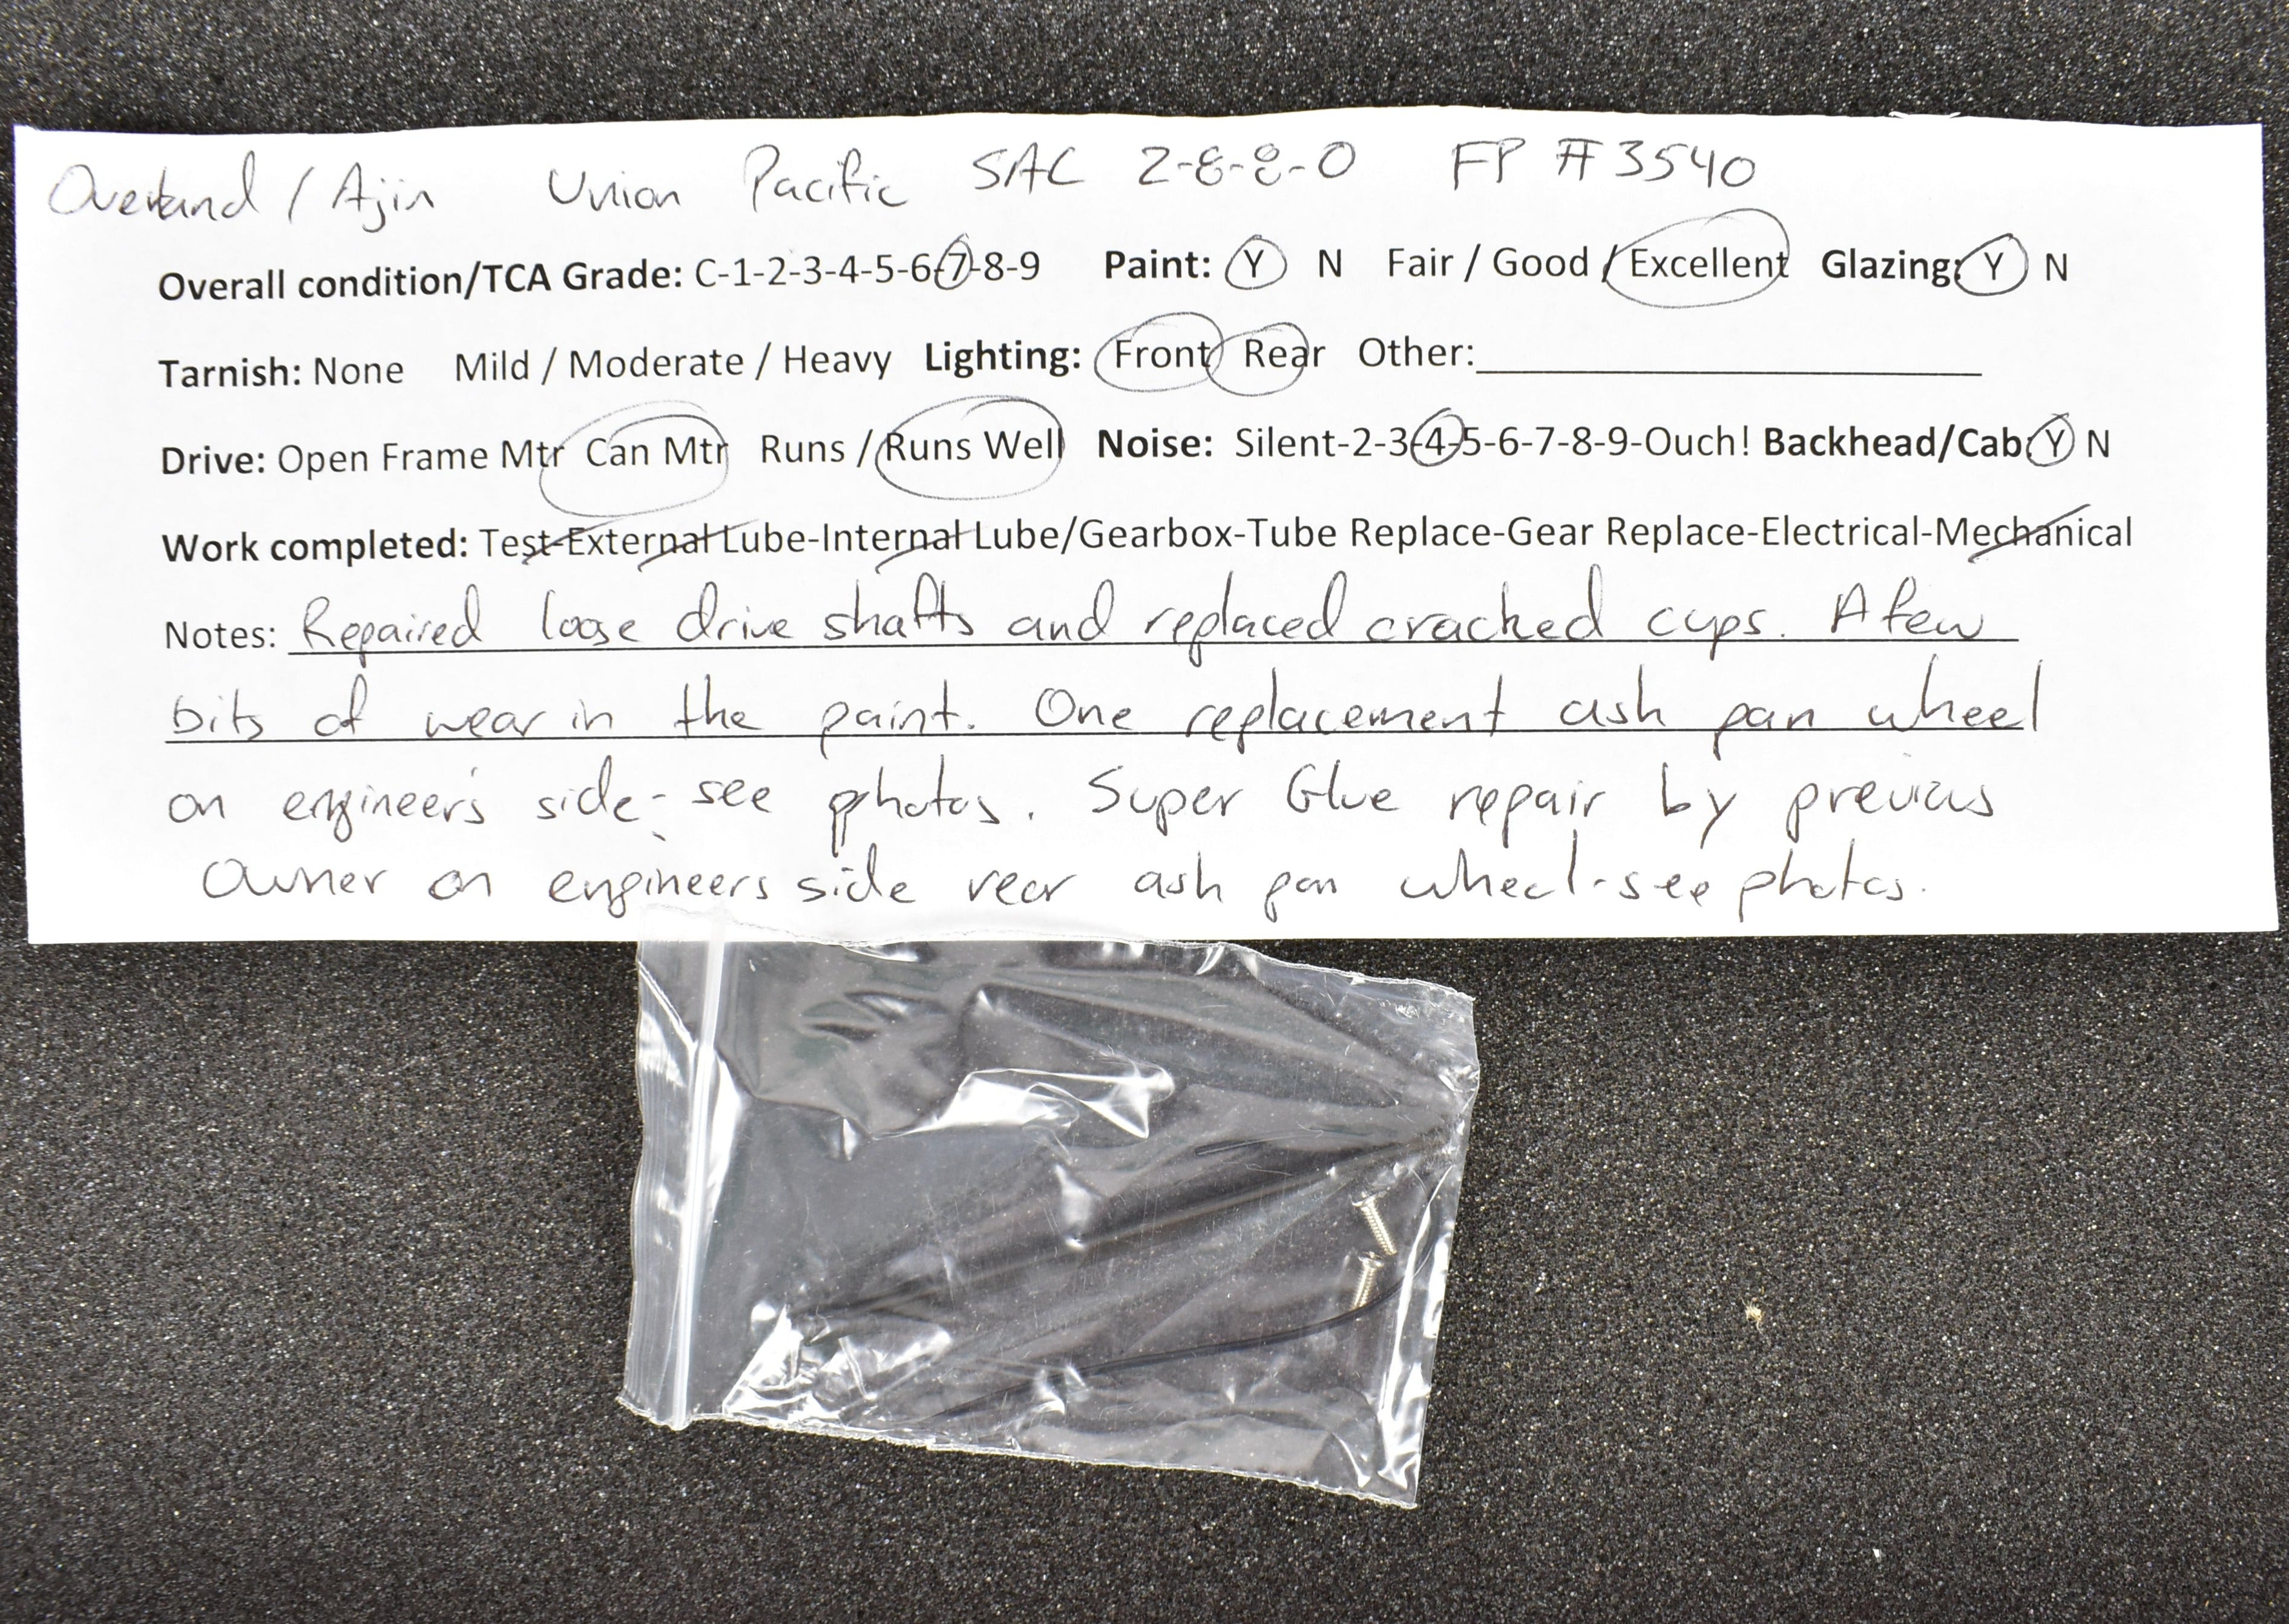 Overland / Ajin Union Pacific SAC 2-8-8-0 FP #3540
Overall condition/TCA Grade: C-1-2-3-4-5-6-7-8-9 Paint: Y N Fair / Good / Excellent Glazing: Y N
Tarnish: None Mild / Moderate / Heavy Lighting: Front Rear Other:
Drive: Open Frame Mtr Can Mtr Runs / Runs Well Noise: Silent-2-3-4-5-6-7-8-9-Ouch! Backhead/Cab: Y N
Work completed: Test-External Lube-Internal Lube/Gearbox-Tube Replace-Gear Replace-Electrical-Mechanical
Notes: Repaired loose drive shafts and replaced cracked cups. A few
bits of wear in the paint. One replacement ash pan wheel
on engineer's side - see photos. Super Glue repair by previous
owner on engineers side rear ash pan wheel - see photos.